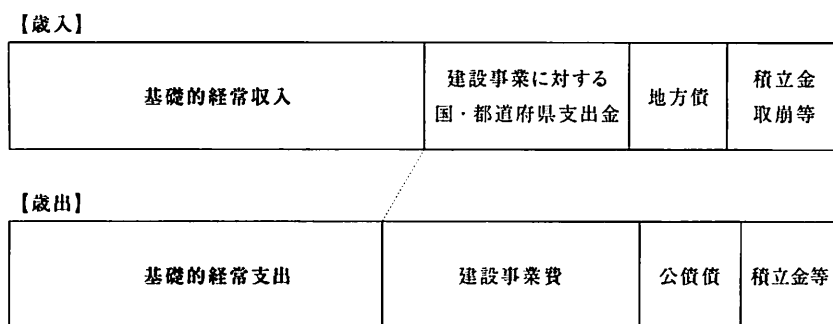 【歳入】
基礎的経常収入
建設事業に対する
国・都道府県支出金
地方債
積立金
取崩等
【歳出】
基礎的経常支出
建設事業費
公債債
積立金等